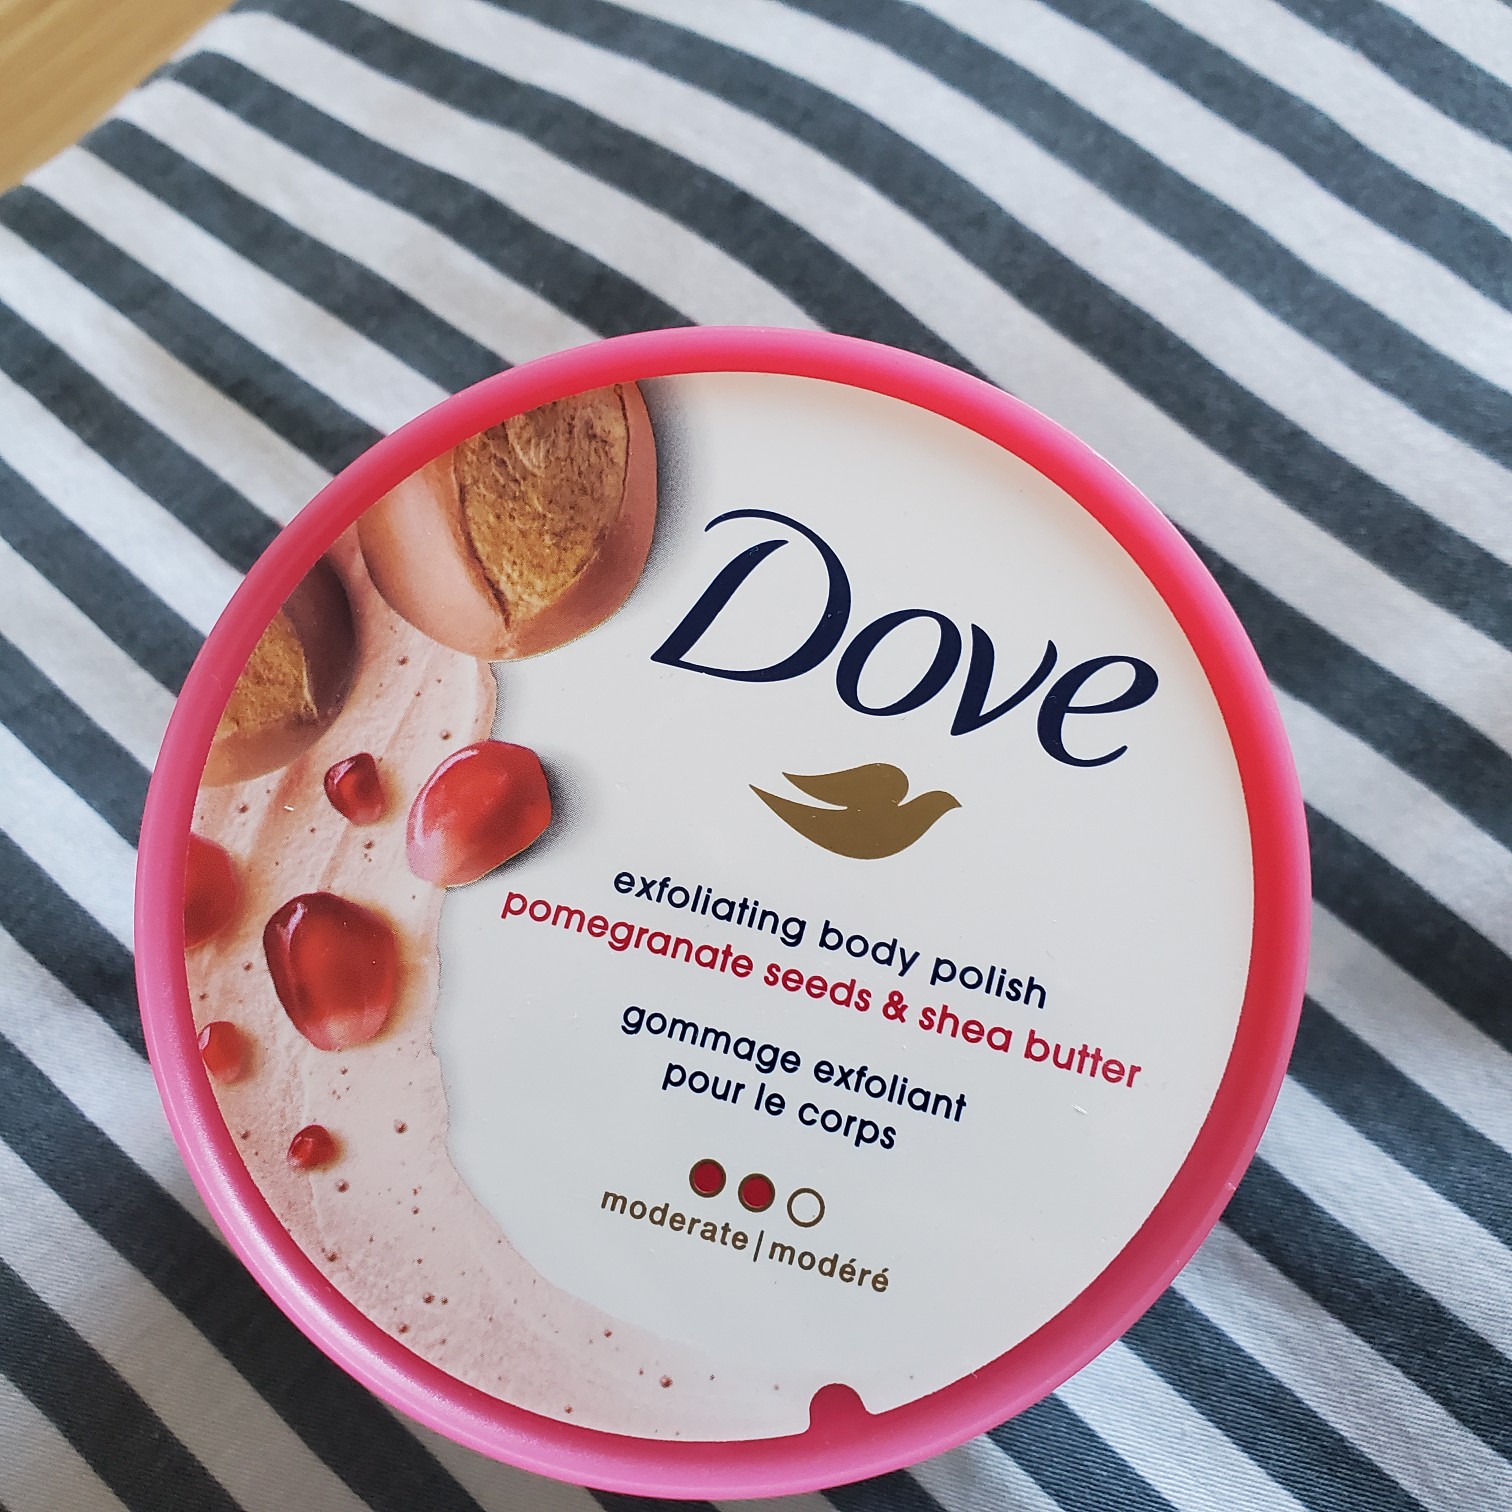 Dove
exfoliating body polish
pomegranate seeds & shea butter
gommage exfoliant
pour le corps
moderate | modéré